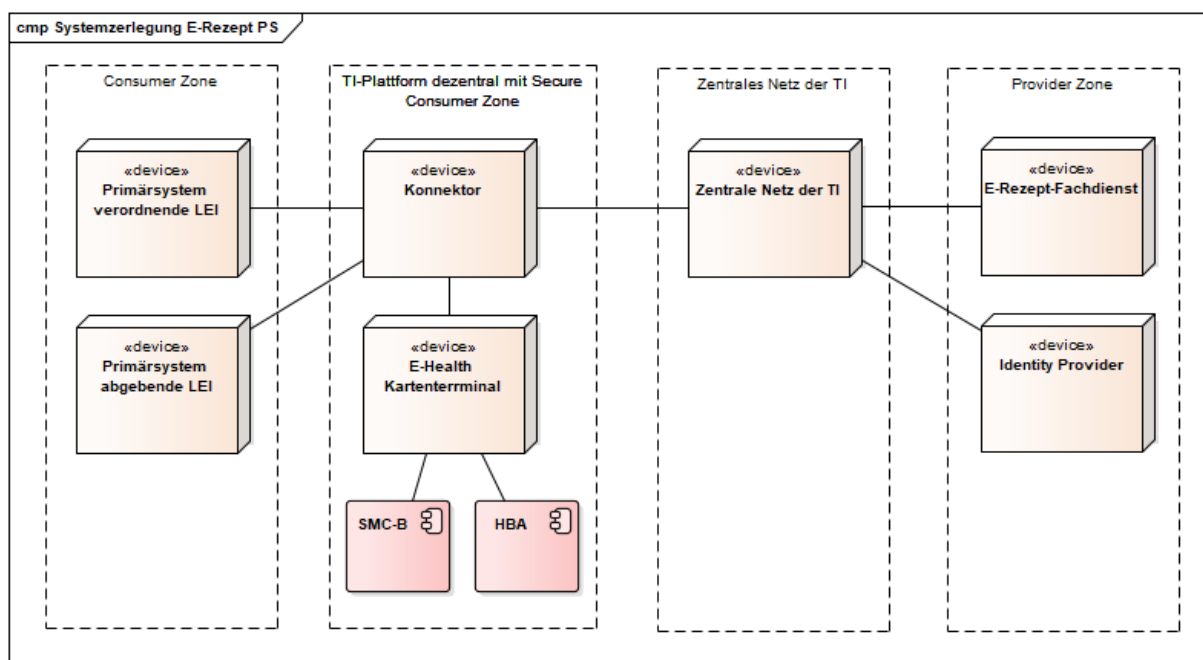 cmp Systemzerlegung E-Rezept PS
Consumer Zone
TI-Plattform dezentral mit Secure
Consumer Zone
Zentrales Netz der TI
Provider Zone
«device»
Primärsystem
verordnende LEI
«device»
Konnektor
«device»
Zentrale Netz der TI
«device»
E-Rezept-Fachdienst
«device»
Primärsystem
abgebende LEI
«device»
E-Health
Kartenterrminal
«device»
Identity Provider
SMC-B
HBA